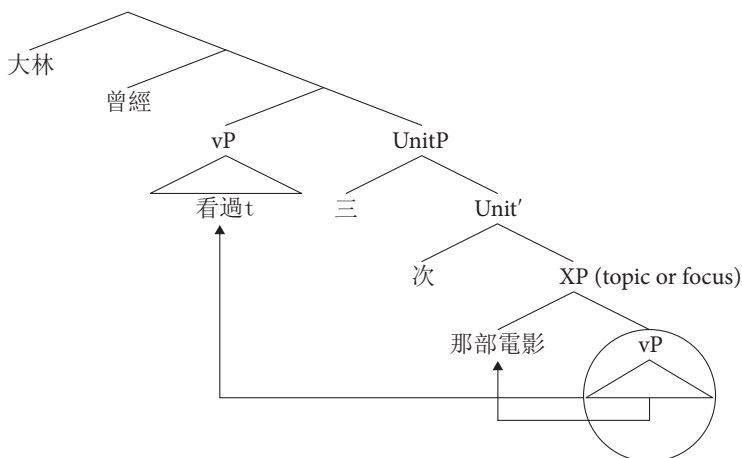 大林
曾經
vP UnitP
看過t 三 Unit′
次 XP (topic or focus)
那部電影 vP